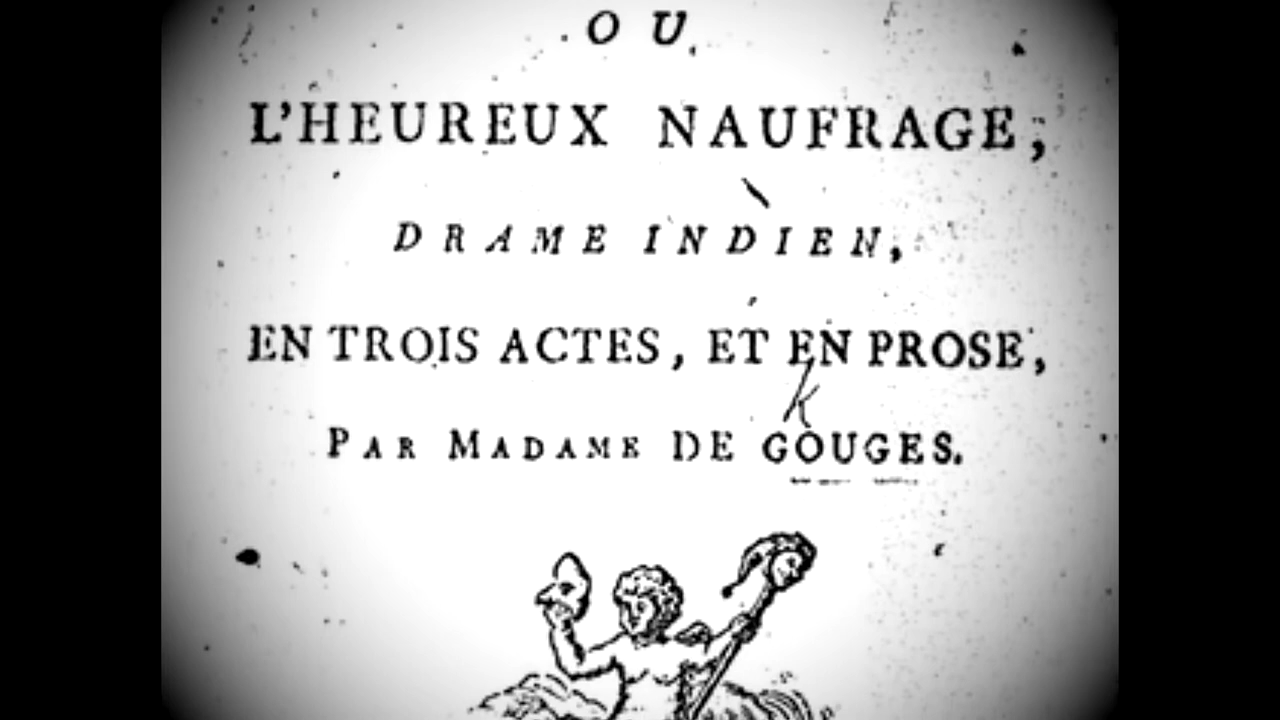 OU
L'HEUREUX NAUFRAGE,
DRAME INDIEN,
EN TROIS ACTES, ET EN PROSE,
k
PAR MADAME DE GOUGES.